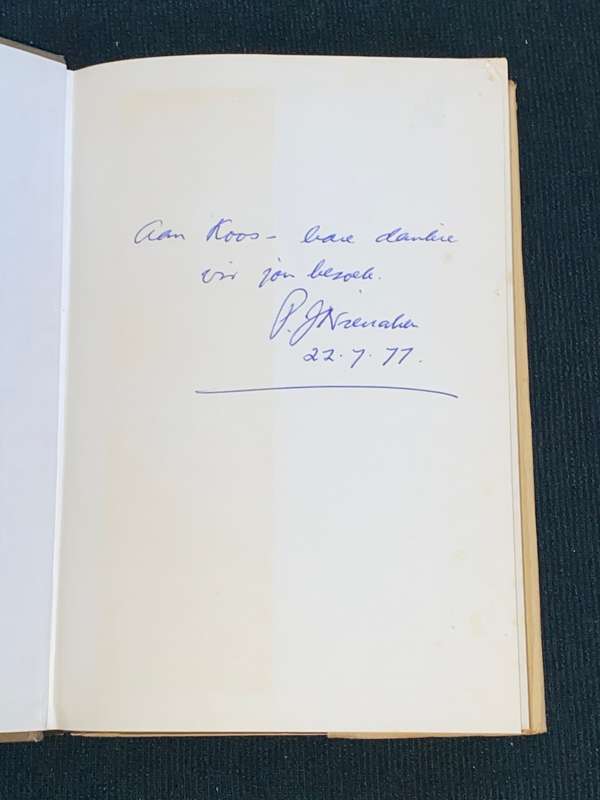 Aan Koos – baie dankie
vir jou besoek.
P. J. Nienaber
22.7.77.